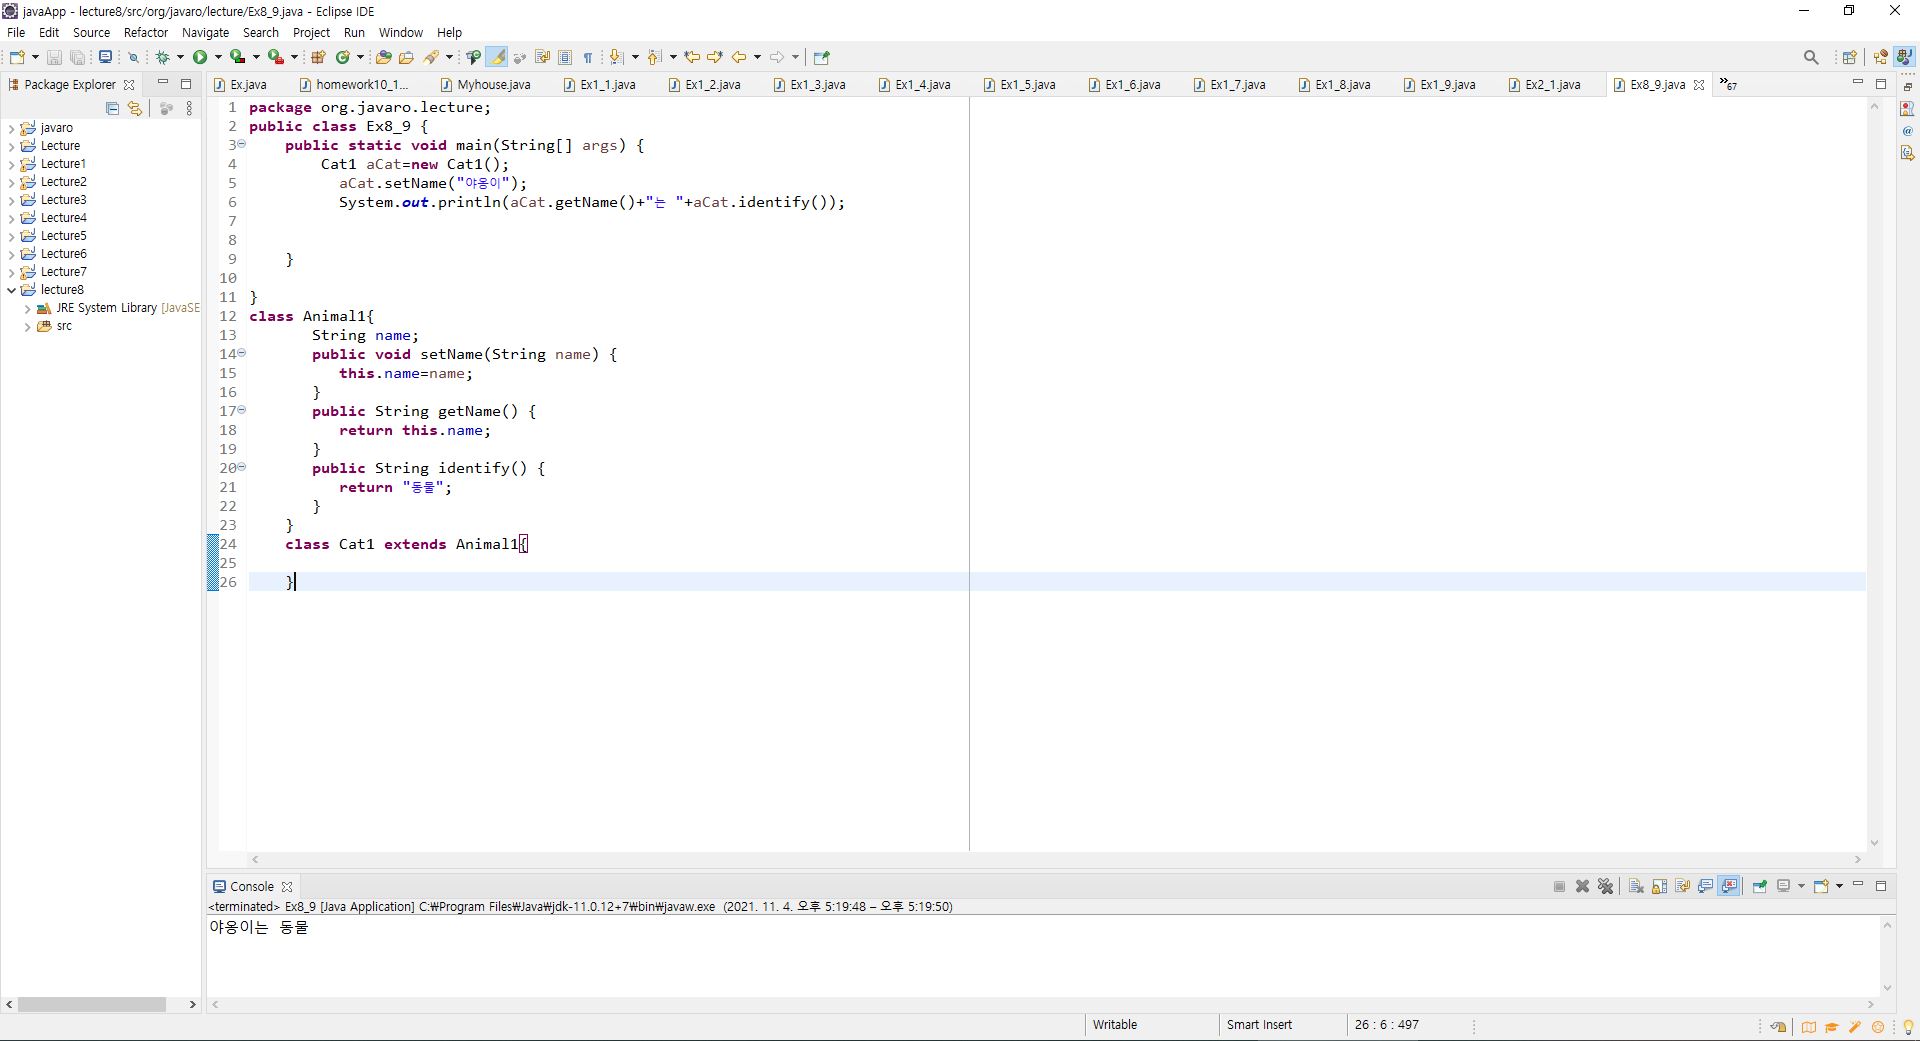 javaApp - lecture8/src/org/javaro/lecture/Ex8_9.java - Eclipse IDE
File Edit Source Refactor Navigate Search Project Run Window Help
Package Explorer
javaro
Lecture
Lecture1
Lecture2
Lecture3
Lecture4
Lecture5
Lecture6
Lecture7
lecture8
JRE System Library [JavaSE
src
Ex.java homework10_1... Myhouse.java Ex1_1.java Ex1_2.java Ex1_3.java Ex1_4.java Ex1_5.java Ex1_6.java Ex1_7.java Ex1_8.java Ex1_9.java Ex2_1.java Ex8_9.java »67
1 package org.javaro.lecture;
2 public class Ex8_9 {
3 public static void main(String[] args) {
4 Cat1 aCat=new Cat1();
5 aCat.setName("야옹이");
6 System.out.println(aCat.getName()+"는 "+aCat.identify());
7
8
9 }
10
11 }
12 class Animal1{
13 String name;
14 public void setName(String name) {
15 this.name=name;
16 }
17 public String getName() {
18 return this.name;
19 }
20 public String identify() {
21 return "동물";
22 }
23 }
24 class Cat1 extends Animal1{
25
26 }
Console
<terminated> Ex8_9 [Java Application] C:₩Program Files₩Java₩jdk-11.0.12+7₩bin₩javaw.exe (2021. 11. 4. 오후 5:19:48 – 오후 5:19:50)
야옹이는 동물
Writable Smart Insert 26 : 6 : 497